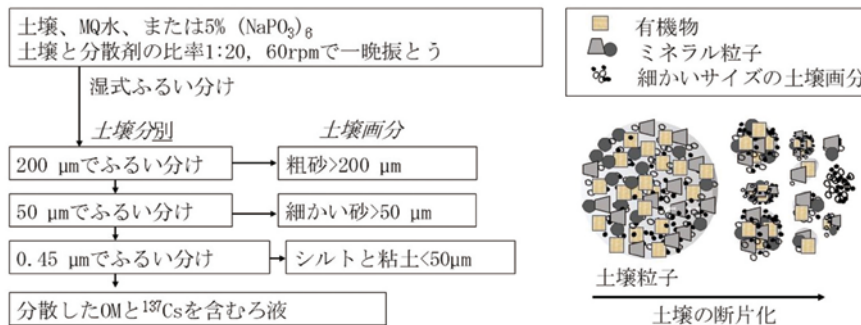 土壌、MQ水、または5% (NaPO₃)₆
土壌と分散剤の比率1:20, 60rpmで一晩振とう
湿式ふるい分け
土壌分別
土壌画分
200 μmでふるい分け
粗砂>200 μm
50 μmでふるい分け
細かい砂>50 μm
0.45 μmでふるい分け
シルトと粘土<50μm
分散したOMと¹³⁷Csを含むろ液
有機物
ミネラル粒子
細かいサイズの土壌画分
土壌粒子
土壌の断片化